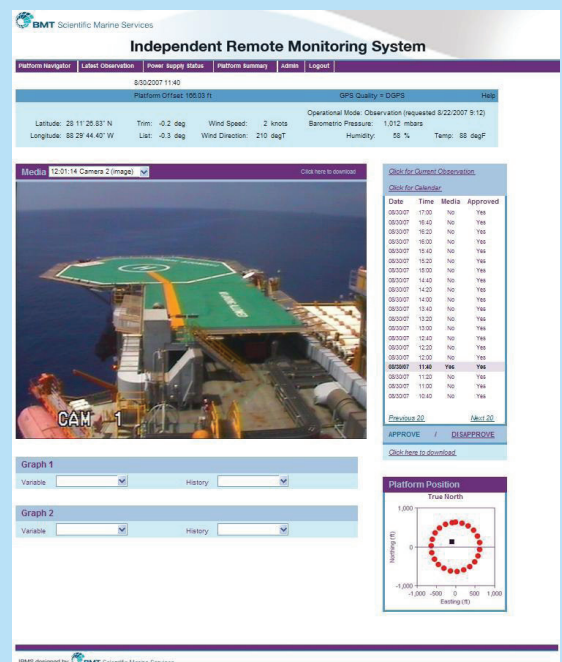 BMT Scientific Marine Services
Independent Remote Monitoring System
Platform Navigator Latest Observation Power Supply Status Platform Summary Admin Logout
8/30/2007 11:40
Platform Offset 166.03 ft GPS Quality = DGPS Help
Operational Mode: Observation (requested 8/22/2007 9:12)
Latitude: 28 11' 26.83" N Trim: -0.2 deg Wind Speed: 2 knots Barometric Pressure: 1,012 mbars
Longitude: 88 29' 44.40" W List: -0.3 deg Wind Direction: 210 degT Humidity: 58 % Temp: 88 degF
Media 12:01:14 Camera 2 (image) Click here to download
CAM 1
Click for Current Observation
Click for Calendar
Date Time Media Approved
08/30/07 17:00 No Yes
08/30/07 16:40 No Yes
08/30/07 16:20 No Yes
08/30/07 16:00 No Yes
08/30/07 15:40 No Yes
08/30/07 15:20 No Yes
08/30/07 15:00 No Yes
08/30/07 14:40 No Yes
08/30/07 14:20 No Yes
08/30/07 14:00 No Yes
08/30/07 13:40 No Yes
08/30/07 13:20 No Yes
08/30/07 13:00 No Yes
08/30/07 12:40 No Yes
08/30/07 12:20 No Yes
08/30/07 12:00 No Yes
08/30/07 11:40 Yes Yes
08/30/07 11:20 No Yes
08/30/07 11:00 No Yes
08/30/07 10:40 No Yes
Previous 20 Next 20
APPROVE / DISAPPROVE
Click here to download
Graph 1
Variable History
Graph 2
Variable History
Platform Position
True North
1,000
0
-1,000
Northing (ft)
-1,000 -500 0 500 1,000
Easting (ft)
IRMS designed by BMT Scientific Marine Services